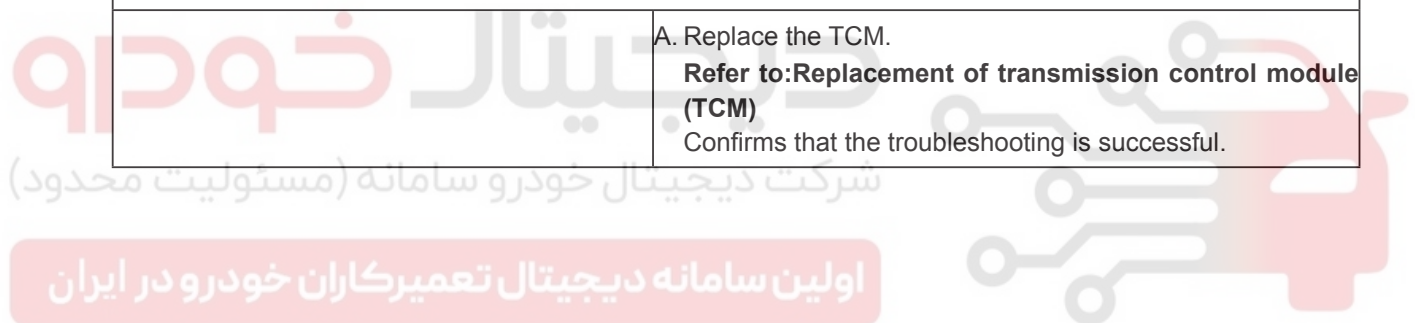 A. Replace the TCM.
Refer to:Replacement of transmission control module
(TCM)
Confirms that the troubleshooting is successful.
دیجیتال خودرو
شرکت دیجیتال خودرو سامانه (مسئولیت محدود)
اولین سامانه دیجیتال تعمیرکاران خودرو در ایران